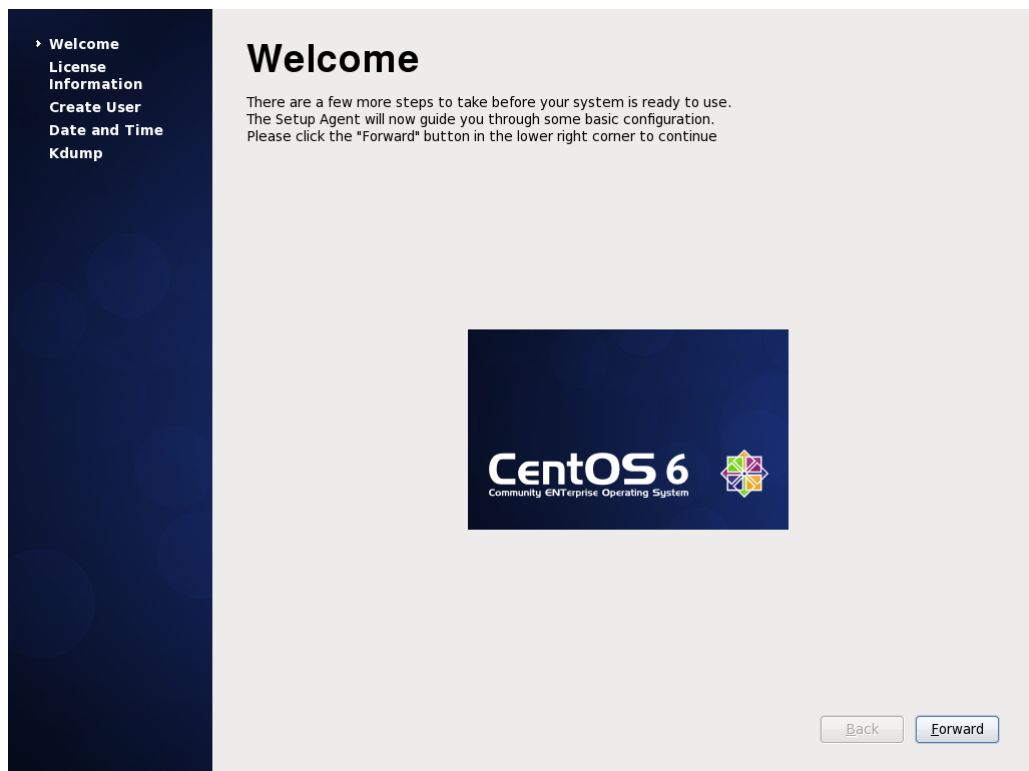 Welcome
License
Information
Create User
Date and Time
Kdump
Welcome
There are a few more steps to take before your system is ready to use.
The Setup Agent will now guide you through some basic configuration.
Please click the "Forward" button in the lower right corner to continue
CentOS 6
Community ENTerprise Operating System
Back
Forward